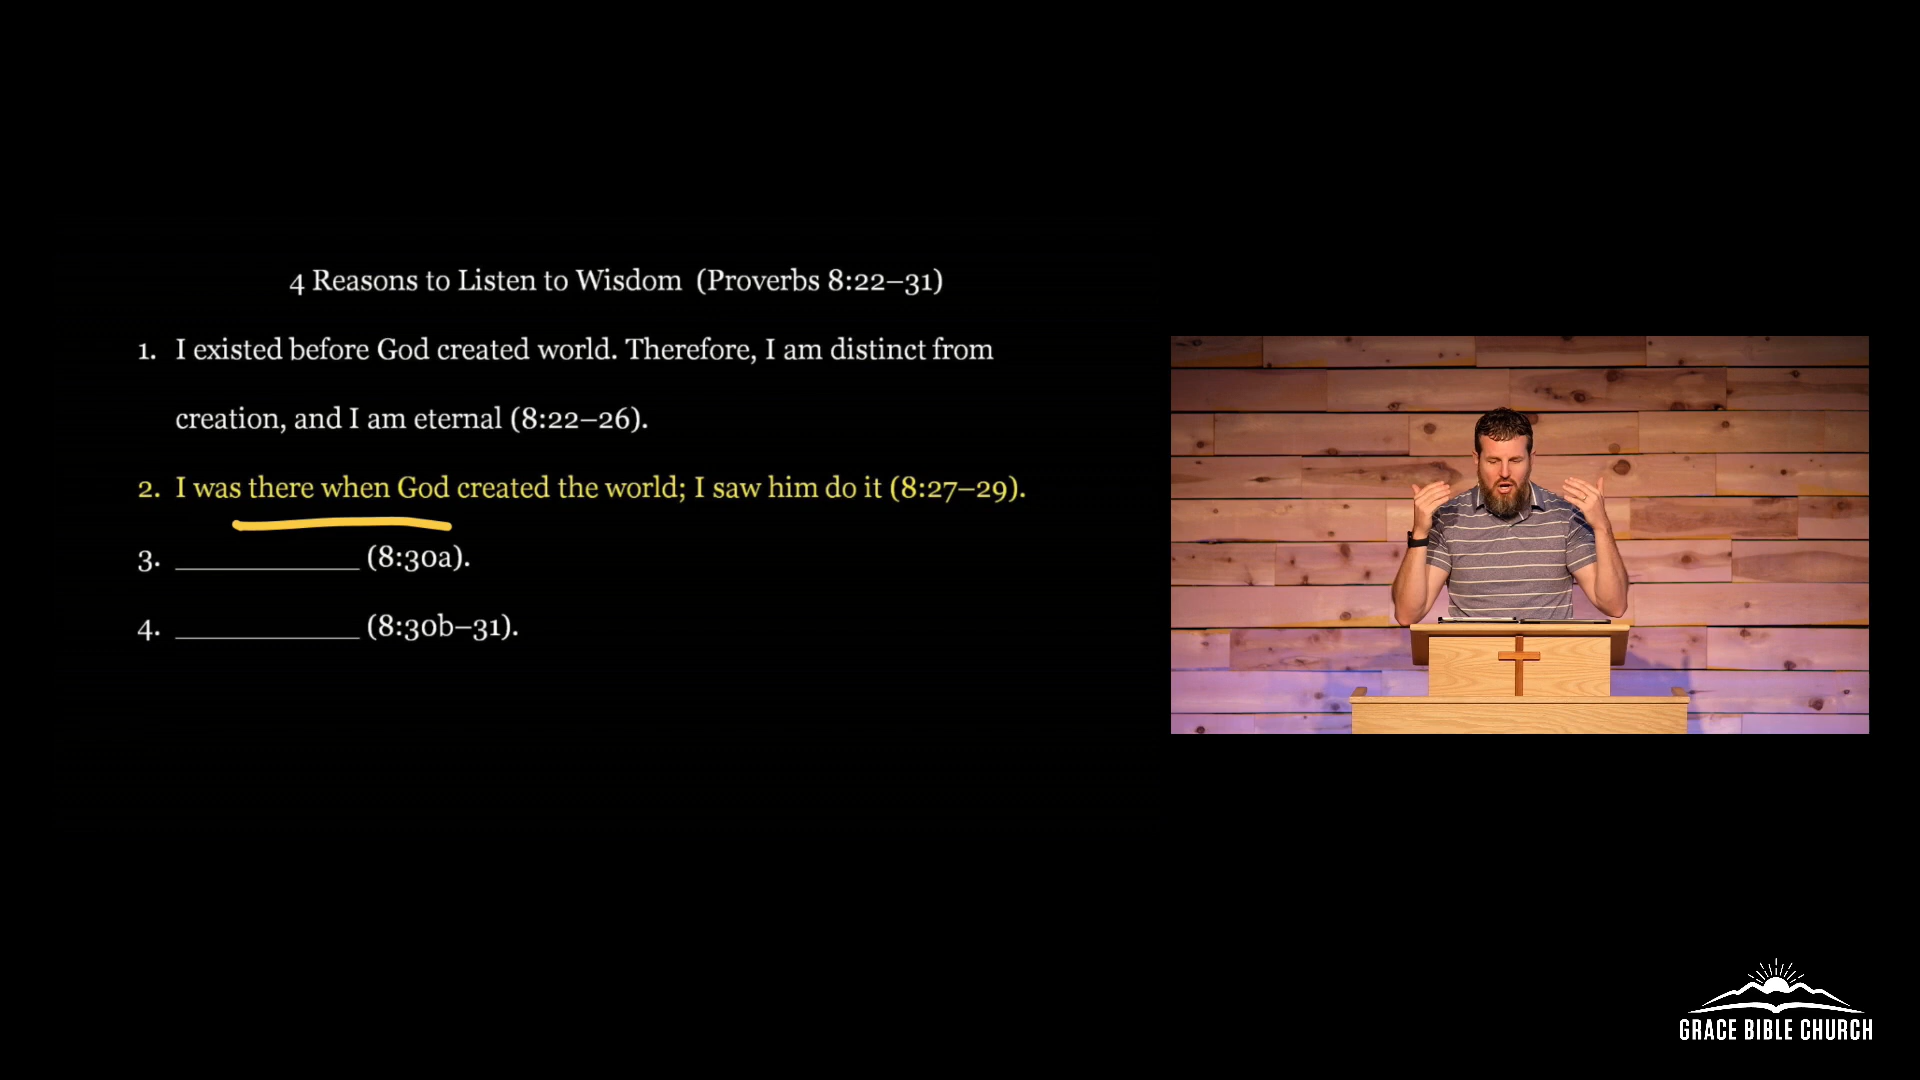 4 Reasons to Listen to Wisdom (Proverbs 8:22–31)
1. I existed before God created world. Therefore, I am distinct from
creation, and I am eternal (8:22–26).
2. I was there when God created the world; I saw him do it (8:27–29).
3. ____________ (8:30a).
4. ____________ (8:30b–31).
GRACE BIBLE CHURCH